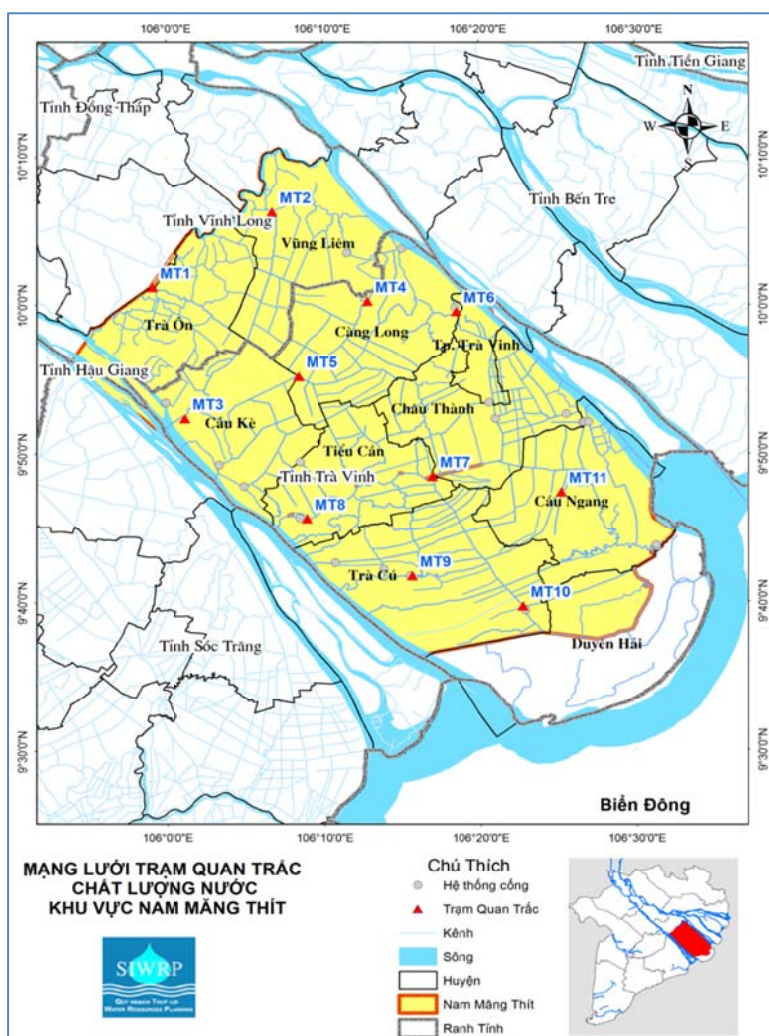 106°0'0"E 106°10'0"E 106°20'0"E 106°30'0"E
Tỉnh Tiền Giang
Tỉnh Đồng Tháp
N
W E
S
10°10'0"N 10°10'0"N
Tỉnh Bến Tre
MT2
Tỉnh Vĩnh Long
Vũng Liêm
MT1
MT4
10°0'0"N 10°0'0"N
MT6
Trà Ôn
Càng Long
Tp. Trà Vinh
Tỉnh Hậu Giang
MT5
MT3
Châu Thành
Cầu Kè
Tiểu Cần
9°50'0"N 9°50'0"N
Tỉnh Trà Vinh
MT7
MT11
Cầu Ngang
MT8
MT9
Trà Cú
MT10
9°40'0"N 9°40'0"N
Tỉnh Sóc Trăng
Duyên Hải
9°30'0"N 9°30'0"N
Biển Đông
106°0'0"E 106°10'0"E 106°20'0"E 106°30'0"E
MẠNG LƯỚI TRẠM QUAN TRẮC
CHẤT LƯỢNG NƯỚC
KHU VỰC NAM MĂNG THÍT
SIWRP
QUY HOẠCH THUỶ LỢI
WATER RESOURCES PLANNING
Chú Thích
Hệ thống cống
Trạm Quan Trắc
Kênh
Sông
Huyện
Nam Măng Thít
Ranh Tỉnh